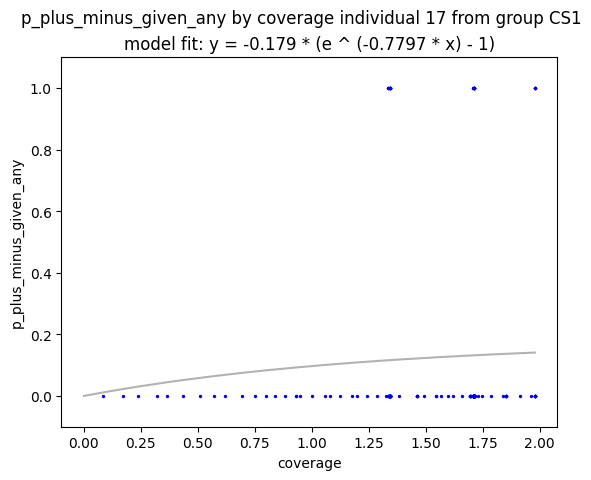 p_plus_minus_given_any by coverage individual 17 from group CS1
model fit: y = -0.179 * (e ^ (-0.7797 * x) - 1)
1.0
0.8
0.6
0.4
0.2
0.0
p_plus_minus_given_any
0.00 0.25 0.50 0.75 1.00 1.25 1.50 1.75 2.00
coverage